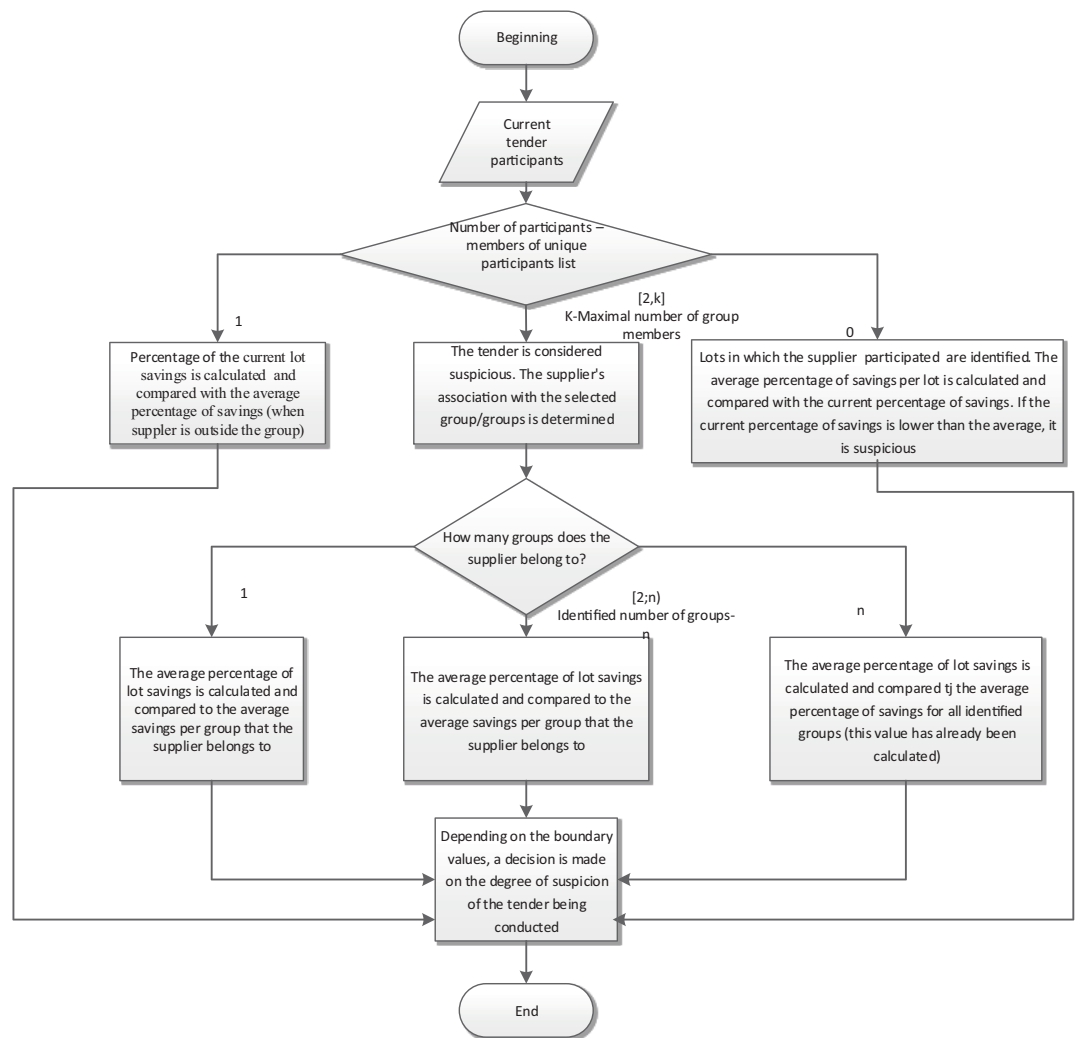 Beginning
Current
tender
participants
Number of participants –
members of unique
participants list
1
[2,k]
K-Maximal number of group
members
0
Percentage of the current lot
savings is calculated and
compared with the average
percentage of savings (when
suppler is outside the group)
The tender is considered
suspicious. The supplier's
association with the selected
group/groups is determined
Lots in which the supplier participated are identified. The
average percentage of savings per lot is calculated and
compared with the current percentage of savings. If the
current percentage of savings is lower than the average, it
is suspicious
How many groups does the
supplier belong to?
1
[2;n)
Identified number of groups-
n
n
The average percentage of
lot savings is calculated and
compared to the average
savings per group that the
supplier belongs to
The average percentage of lot savings
is calculated and compared to the
average savings per group that the
supplier belongs to
The average percentage of lot savings is
calculated and compared tj the average
percentage of savings for all identified
groups (this value has already been
calculated)
Depending on the boundary
values, a decision is made
on the degree of suspicion
of the tender being
conducted
End